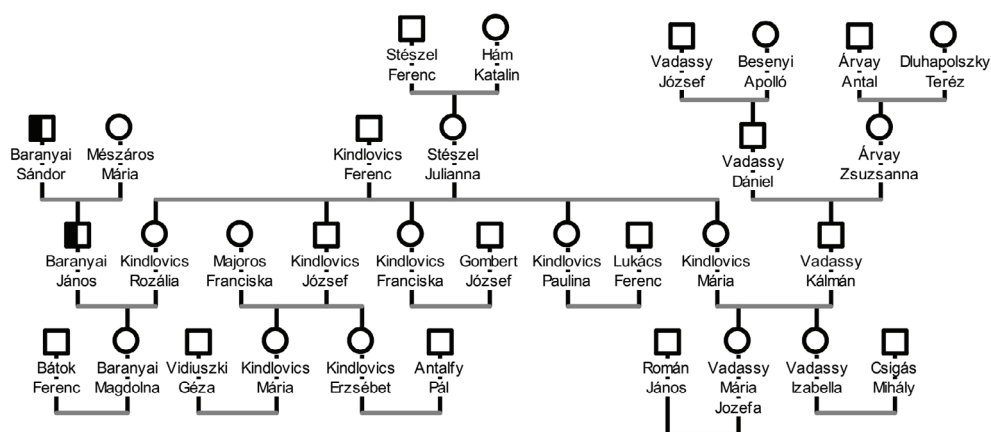 Stészel Ferenc
Hám Katalin
Vadassy József
Besenyi Apolló
Árvay Antal
Dluhapolszky Teréz
Baranyai Sándor
Mészáros Mária
Kindlovics Ferenc
Stészel Julianna
Vadassy Dániel
Árvay Zsuzsanna
Baranyai János
Kindlovics Rozália
Majoros Franciska
Kindlovics József
Kindlovics Franciska
Gombert József
Kindlovics Paulina
Lukács Ferenc
Kindlovics Mária
Vadassy Kálmán
Bátok Ferenc
Baranyai Magdolna
Vidiuszki Géza
Kindlovics Mária
Kindlovics Erzsébet
Antalfy Pál
Román János
Vadassy Mária Jozefa
Vadassy Izabella
Csigás Mihály